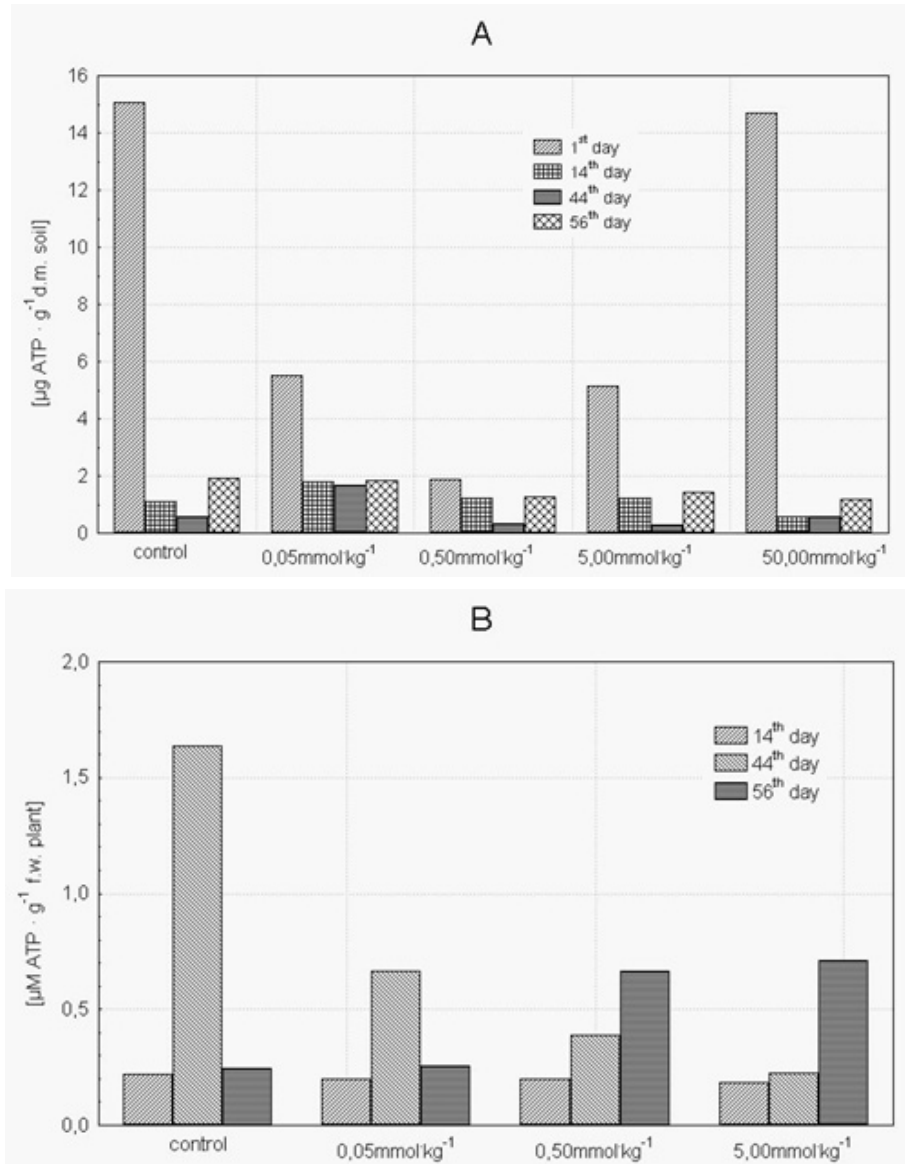 A
16
14
12
10
8
6
4
2
0
[µg ATP · g⁻¹d.m. soil]
1st day
14th day
44th day
56th day
control
0,05mmol·kg⁻¹
0,50mmol·kg⁻¹
5,00mmol·kg⁻¹
50,00mmol·kg⁻¹
B
2,0
1,5
1,0
0,5
0,0
[µM ATP · g⁻¹ f.w. plant]
14th day
44th day
56th day
control
0,05mmol·kg⁻¹
0,50mmol·kg⁻¹
5,00mmol·kg⁻¹